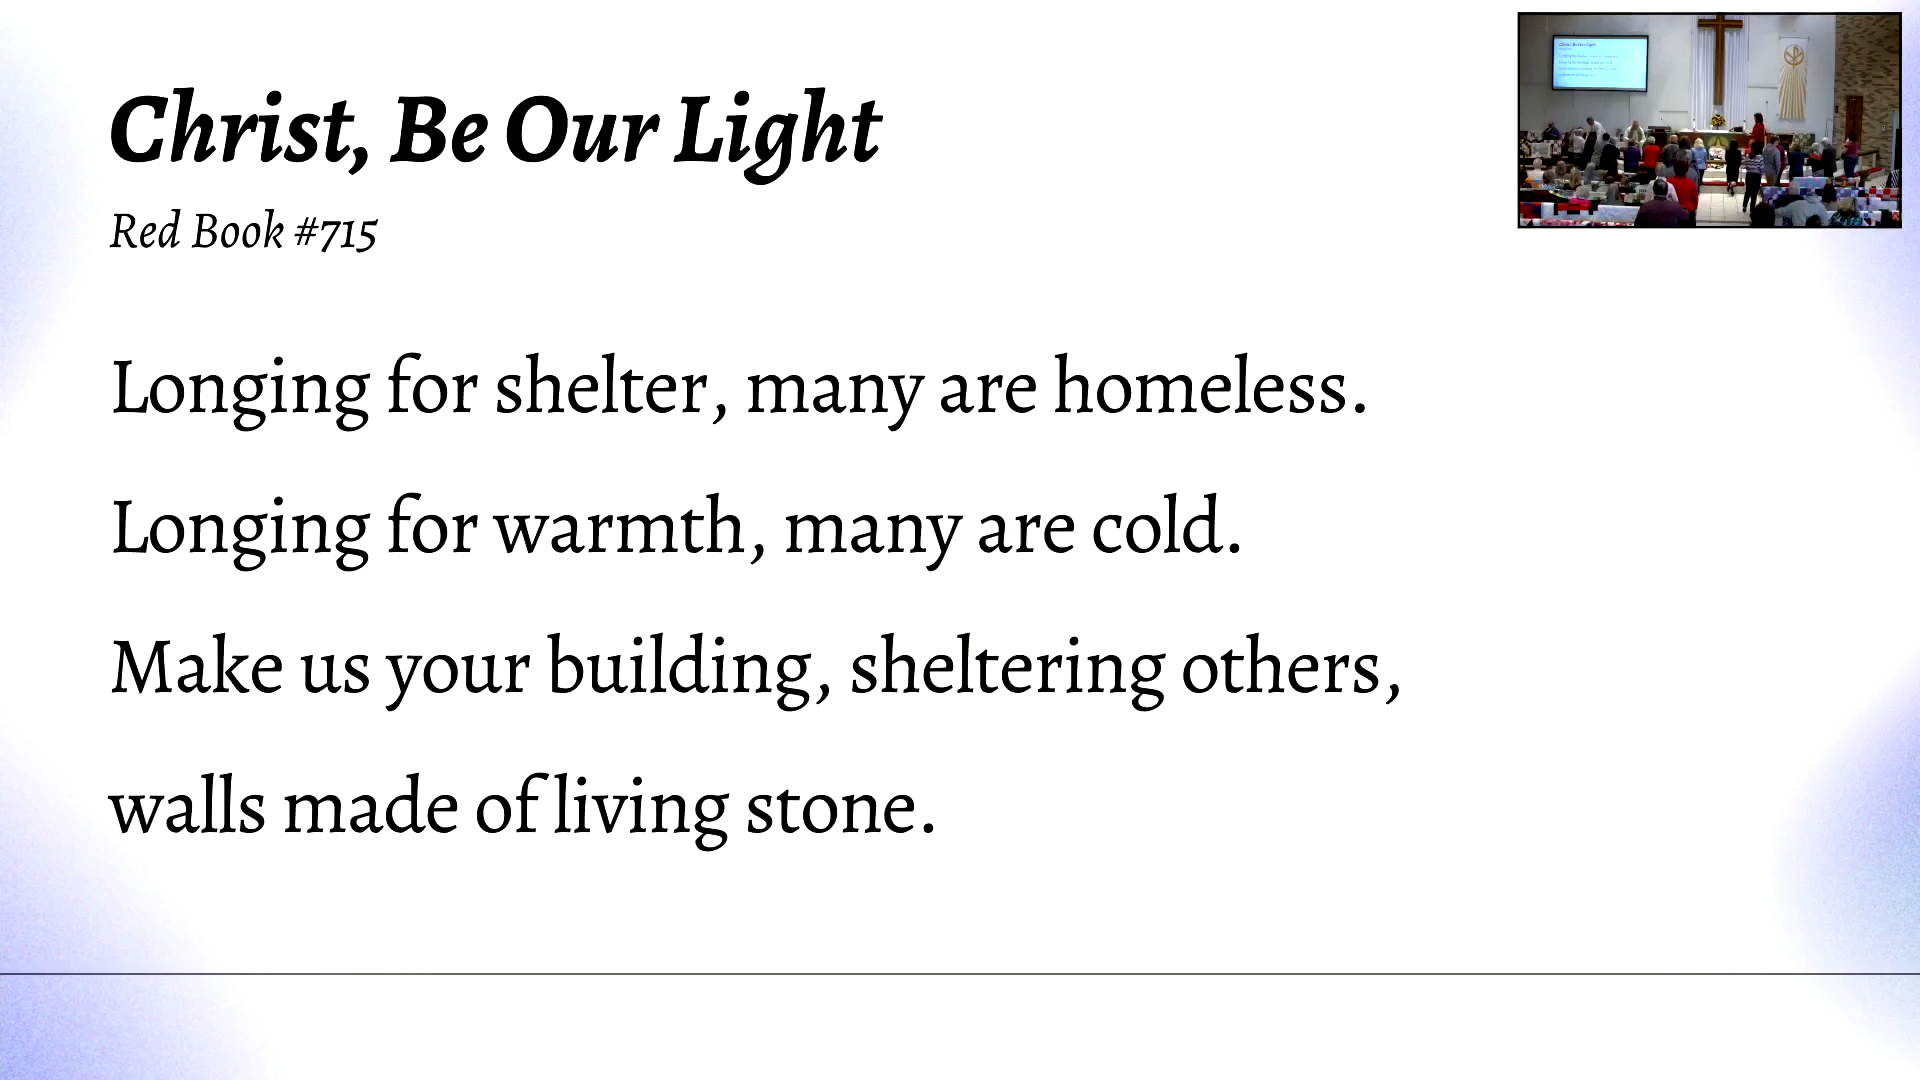 Christ, Be Our Light
Red Book #715
Longing for shelter, many are homeless.
Longing for warmth, many are cold.
Make us your building, sheltering others,
walls made of living stone.